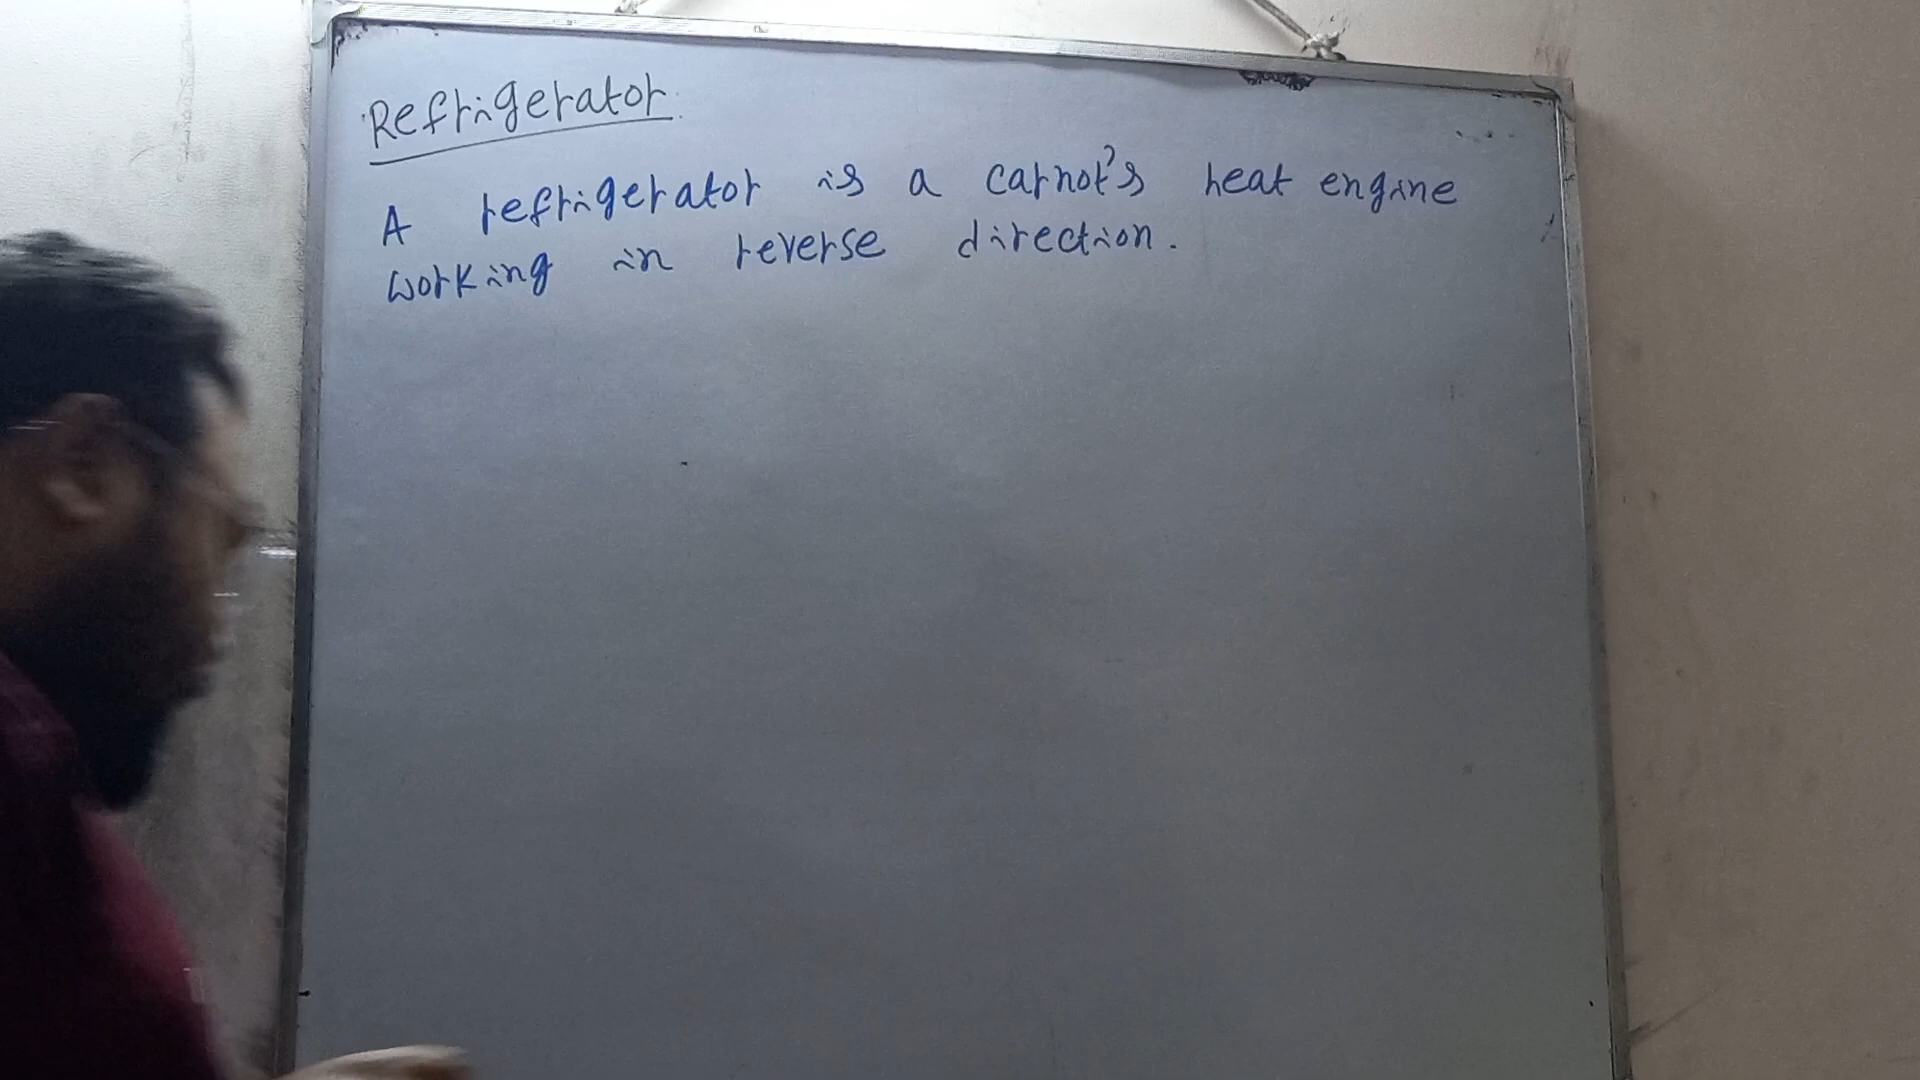 Refrigerator
A refrigerator is a carnot's heat engine
working in reverse direction.